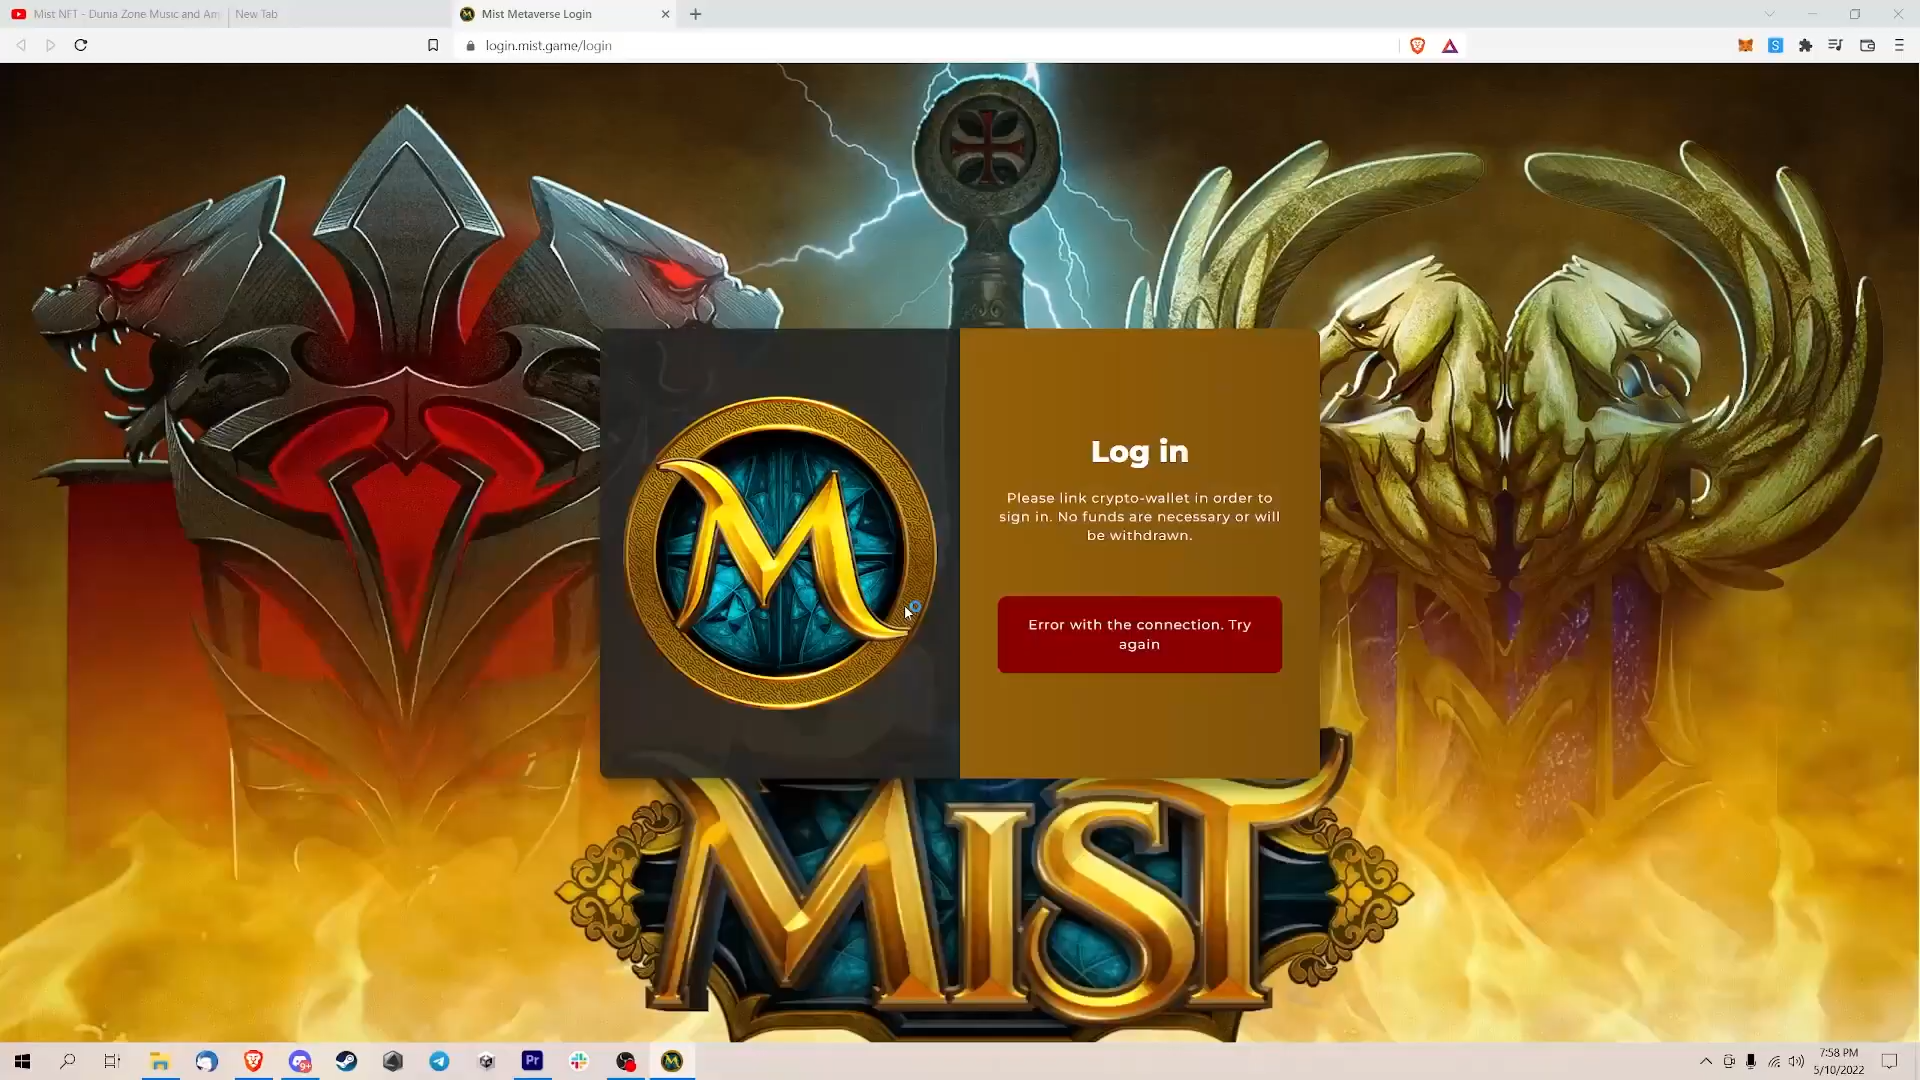 Mist NFT - Dunia Zone Music and Am
New Tab
Mist Metaverse Login
login.mist.game/login
S
M
Log in
Please link crypto-wallet in order to
sign in. No funds are necessary or will
be withdrawn.
Error with the connection. Try
again
MIST
9+
Pr
M
7:58 PM
5/10/2022